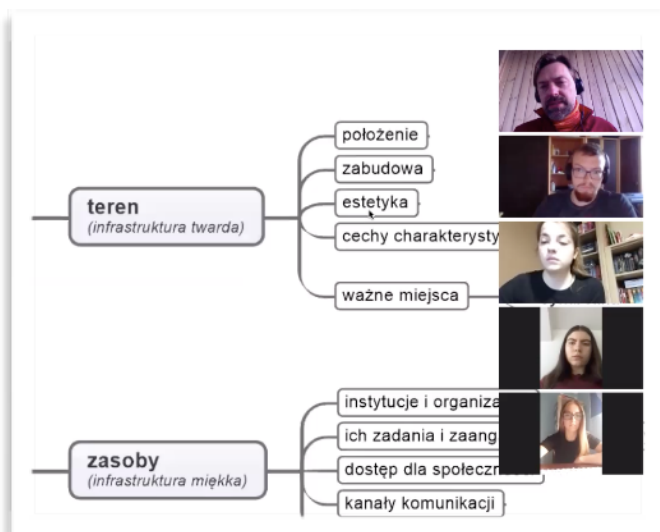 teren
(infrastruktura twarda)
położenie
zabudowa
estetyka
cechy charakterysty
ważne miejsca
zasoby
(infrastruktura miękka)
instytucje i organiza
ich zadania i zaang
dostęp dla
kanały komunikacji